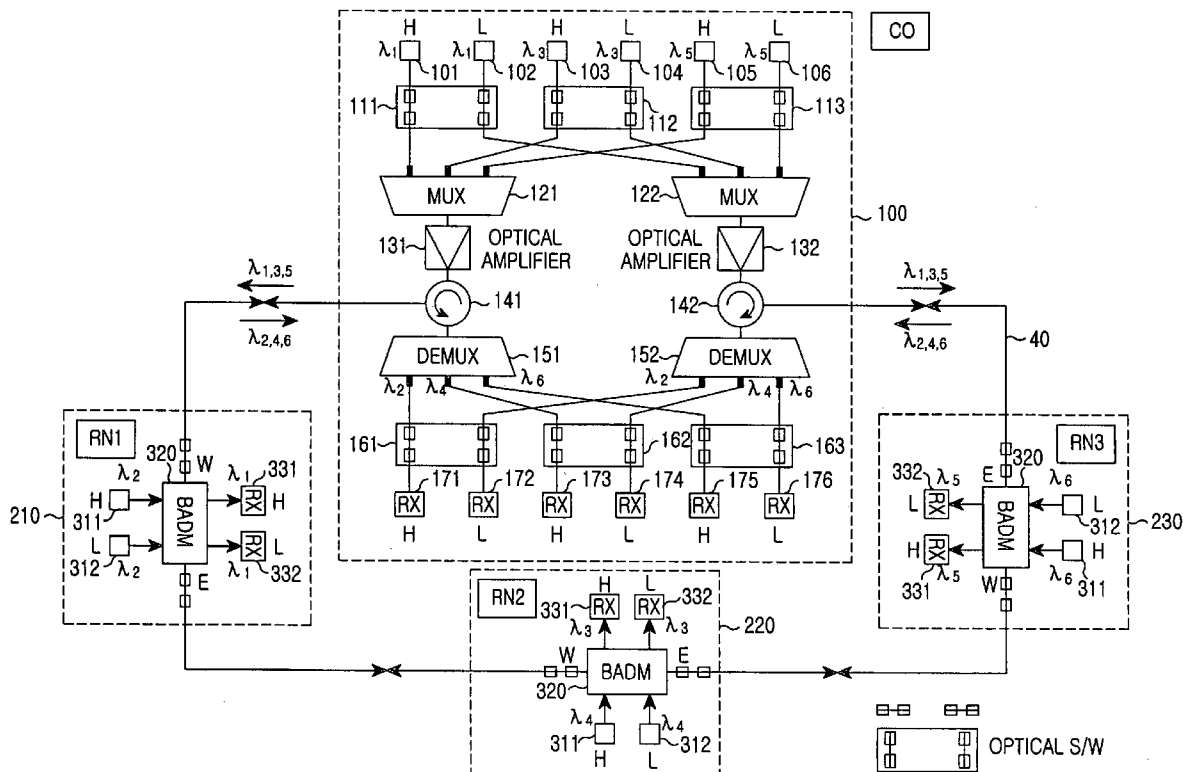 H L H L H L CO
λ1 λ1 λ3 λ3 λ5 λ5
101 102 103 104 105 106
111 112 113
MUX 121 122 MUX
100
131 OPTICAL AMPLIFIER OPTICAL AMPLIFIER 132
λ1,3,5 λ1,3,5
141 142
λ2,4,6 λ2,4,6
40
DEMUX 151 152 DEMUX
λ2 λ4 λ6 λ2 λ4 λ6
161 162 163
171 172 173 174 175 176
RX RX RX RX RX RX
H L H L H L
RN1
320 W
λ2 λ1 331
H BADM RX H
311
210
L RX L
312 λ2 λ1 332
E
RN3
E 320
332 λ5 λ6
L RX BADM L
312
230
H RX H
331 λ5 λ6 311
W
RN2
H L
331 RX RX 332
220
λ3 λ3
W BADM E
320
λ4 λ4
311 312
H L
OPTICAL S/W